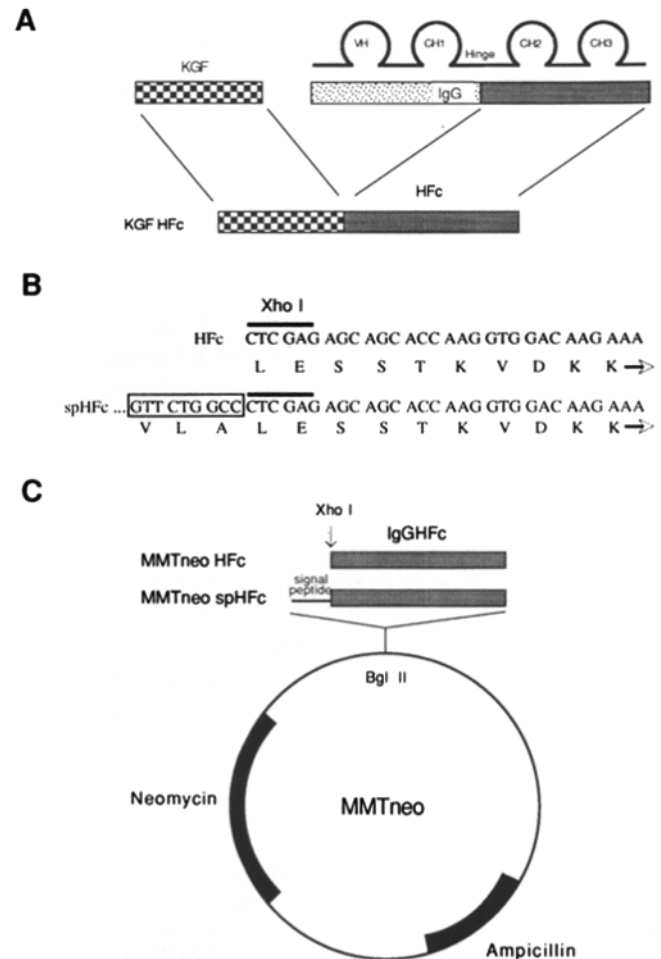 A
VH CH1 Hinge CH2 CH3
KGF
IgG
HFc
KGF HFc
B
Xho I
HFc CTC GAG AGC AGC ACC AAG GTG GAC AAG AAA
L E S S T K V D K K
spHFc ... GTT CTG GCC CTC GAG AGC AGC ACC AAG GTG GAC AAG AAA
V L A L E S S T K V D K K
C
Xho I
IgGHFc
MMTneo HFc
signal
peptide
MMTneo spHFc
Bgl II
Neomycin
MMTneo
Ampicillin